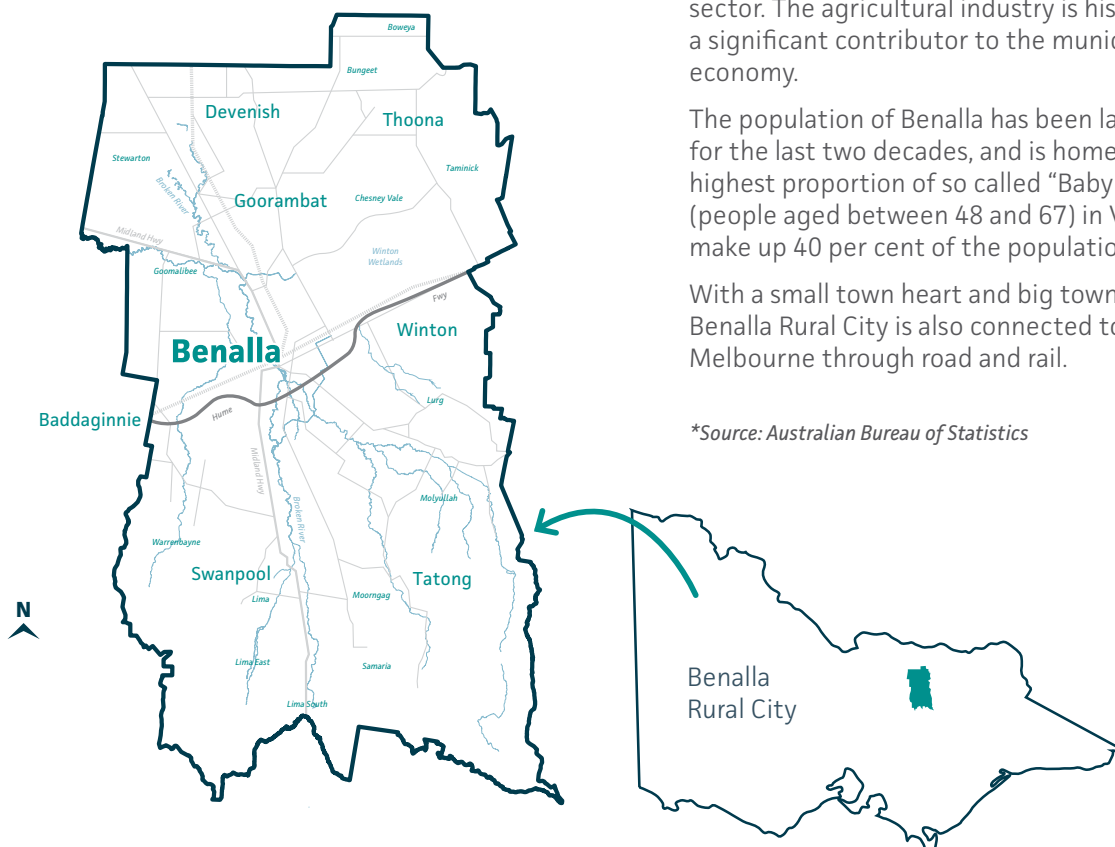 Boweya
Bungeet
Devenish
Thoona
Stewarton
Taminick
Broken River
Goorambat
Chesney Vale
Midland Hwy
Winton
Wetlands
Goomalibee
Fwy
Winton
Benalla
Lurg
Hume
Baddaginnie
Midland Hwy
Molyullah
Broken River
Warrenbayne
Swanpool
Tatong
Lima
Moorngag
N
Lima East
Samaria
Lima South
sector. The agricultural industry is his
a significant contributor to the munic
economy.
The population of Benalla has been la
for the last two decades, and is home
highest proportion of so called “Baby
(people aged between 48 and 67) in V
make up 40 per cent of the populatio
With a small town heart and big town
Benalla Rural City is also connected to
Melbourne through road and rail.
*Source: Australian Bureau of Statistics
Benalla
Rural City